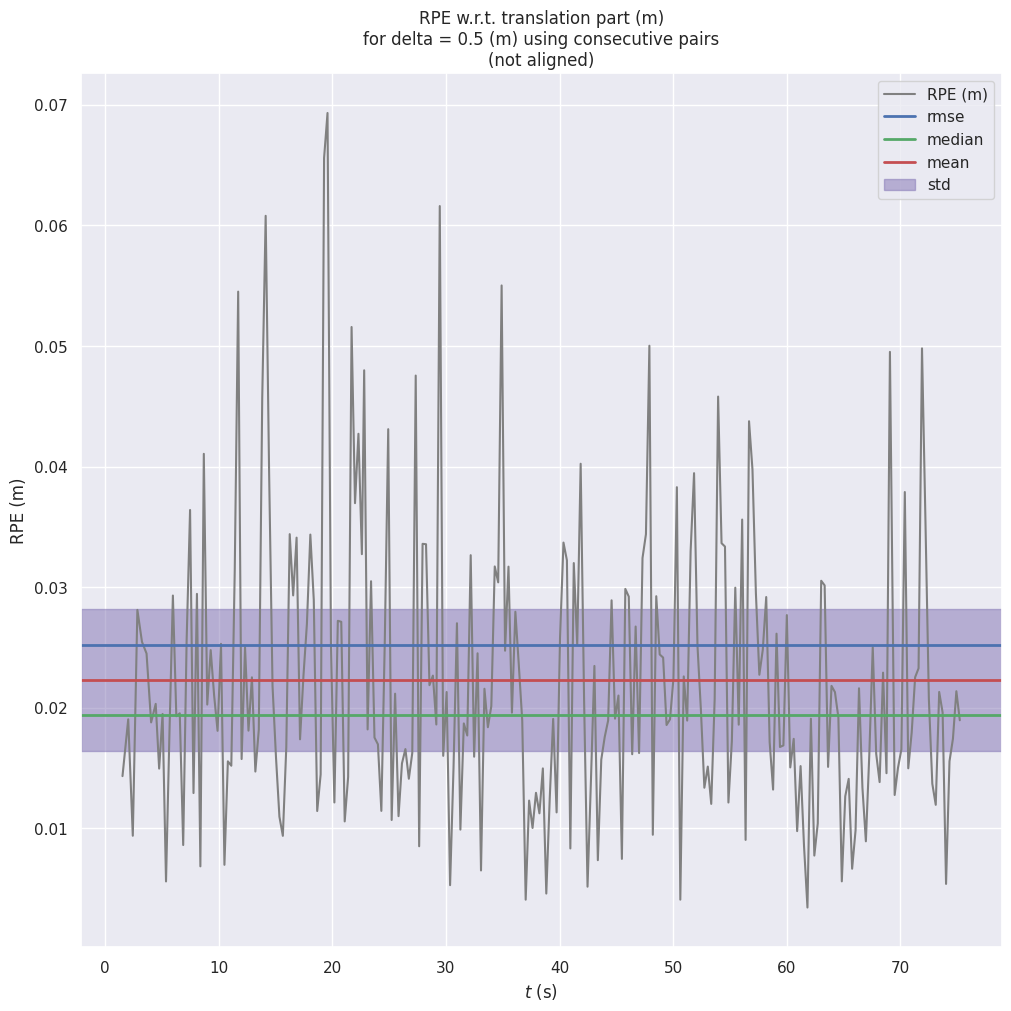 RPE w.r.t. translation part (m)
for delta = 0.5 (m) using consecutive pairs
(not aligned)
RPE (m)
rmse
median
mean
std
0.07
0.06
0.05
0.04
0.03
0.02
0.01
RPE (m)
0 10 20 30 40 50 60 70
t (s)